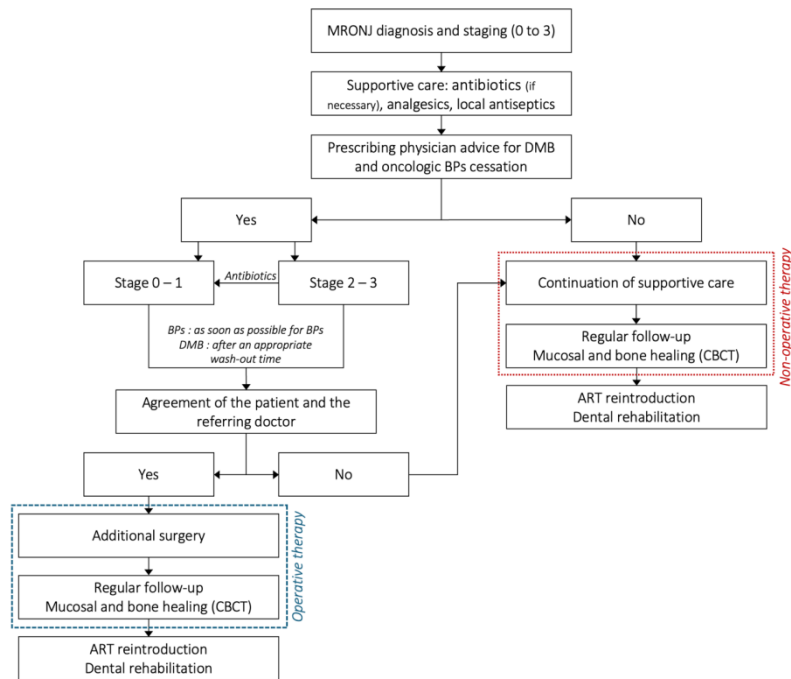 MRONJ diagnosis and staging (0 to 3)
Supportive care: antibiotics (if
necessary), analgesics, local antiseptics
Prescribing physician advice for DMB
and oncologic BPs cessation
Yes
No
Stage 0 – 1
Antibiotics
Stage 2 – 3
Continuation of supportive care
BPs : as soon as possible for BPs
DMB : after an appropriate
wash-out time
Regular follow-up
Mucosal and bone healing (CBCT)
Non-operative therapy
Agreement of the patient and the
referring doctor
ART reintroduction
Dental rehabilitation
Yes
No
Additional surgery
Regular follow-up
Mucosal and bone healing (CBCT)
Operative therapy
ART reintroduction
Dental rehabilitation